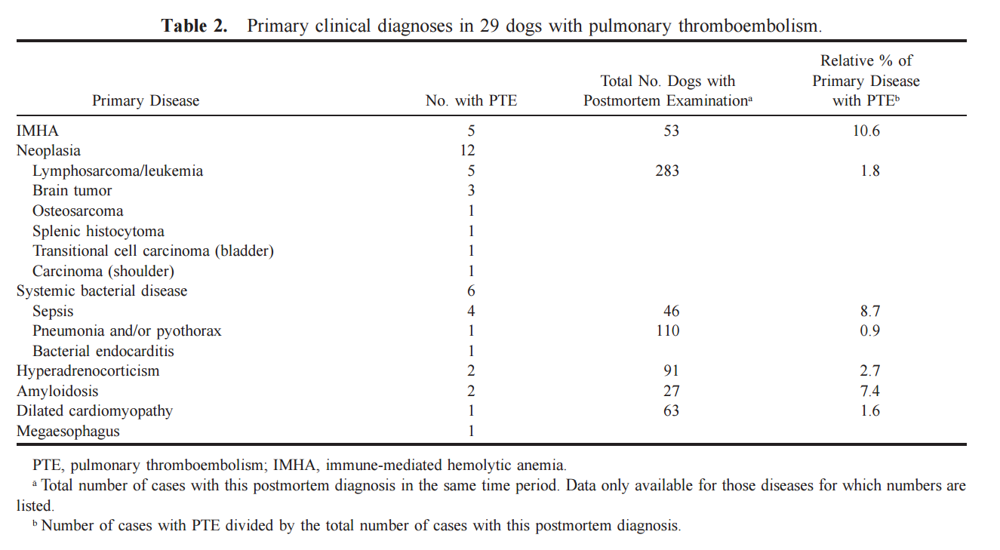 Table 2. Primary clinical diagnoses in 29 dogs with pulmonary thromboembolism.
Primary Disease No. with PTE Total No. Dogs with Postmortem Examinationᵃ Relative % of Primary Disease with PTEᵇ
IMHA 5 53 10.6
Neoplasia 12
Lymphosarcoma/leukemia 5 283 1.8
Brain tumor 3
Osteosarcoma 1
Splenic histocytoma 1
Transitional cell carcinoma (bladder) 1
Carcinoma (shoulder) 1
Systemic bacterial disease 6
Sepsis 4 46 8.7
Pneumonia and/or pyothorax 1 110 0.9
Bacterial endocarditis 1
Hyperadrenocorticism 2 91 2.7
Amyloidosis 2 27 7.4
Dilated cardiomyopathy 1 63 1.6
Megaesophagus 1
PTE, pulmonary thromboembolism; IMHA, immune-mediated hemolytic anemia.
ᵃ Total number of cases with this postmortem diagnosis in the same time period. Data only available for those diseases for which numbers are
listed.
ᵇ Number of cases with PTE divided by the total number of cases with this postmortem diagnosis.